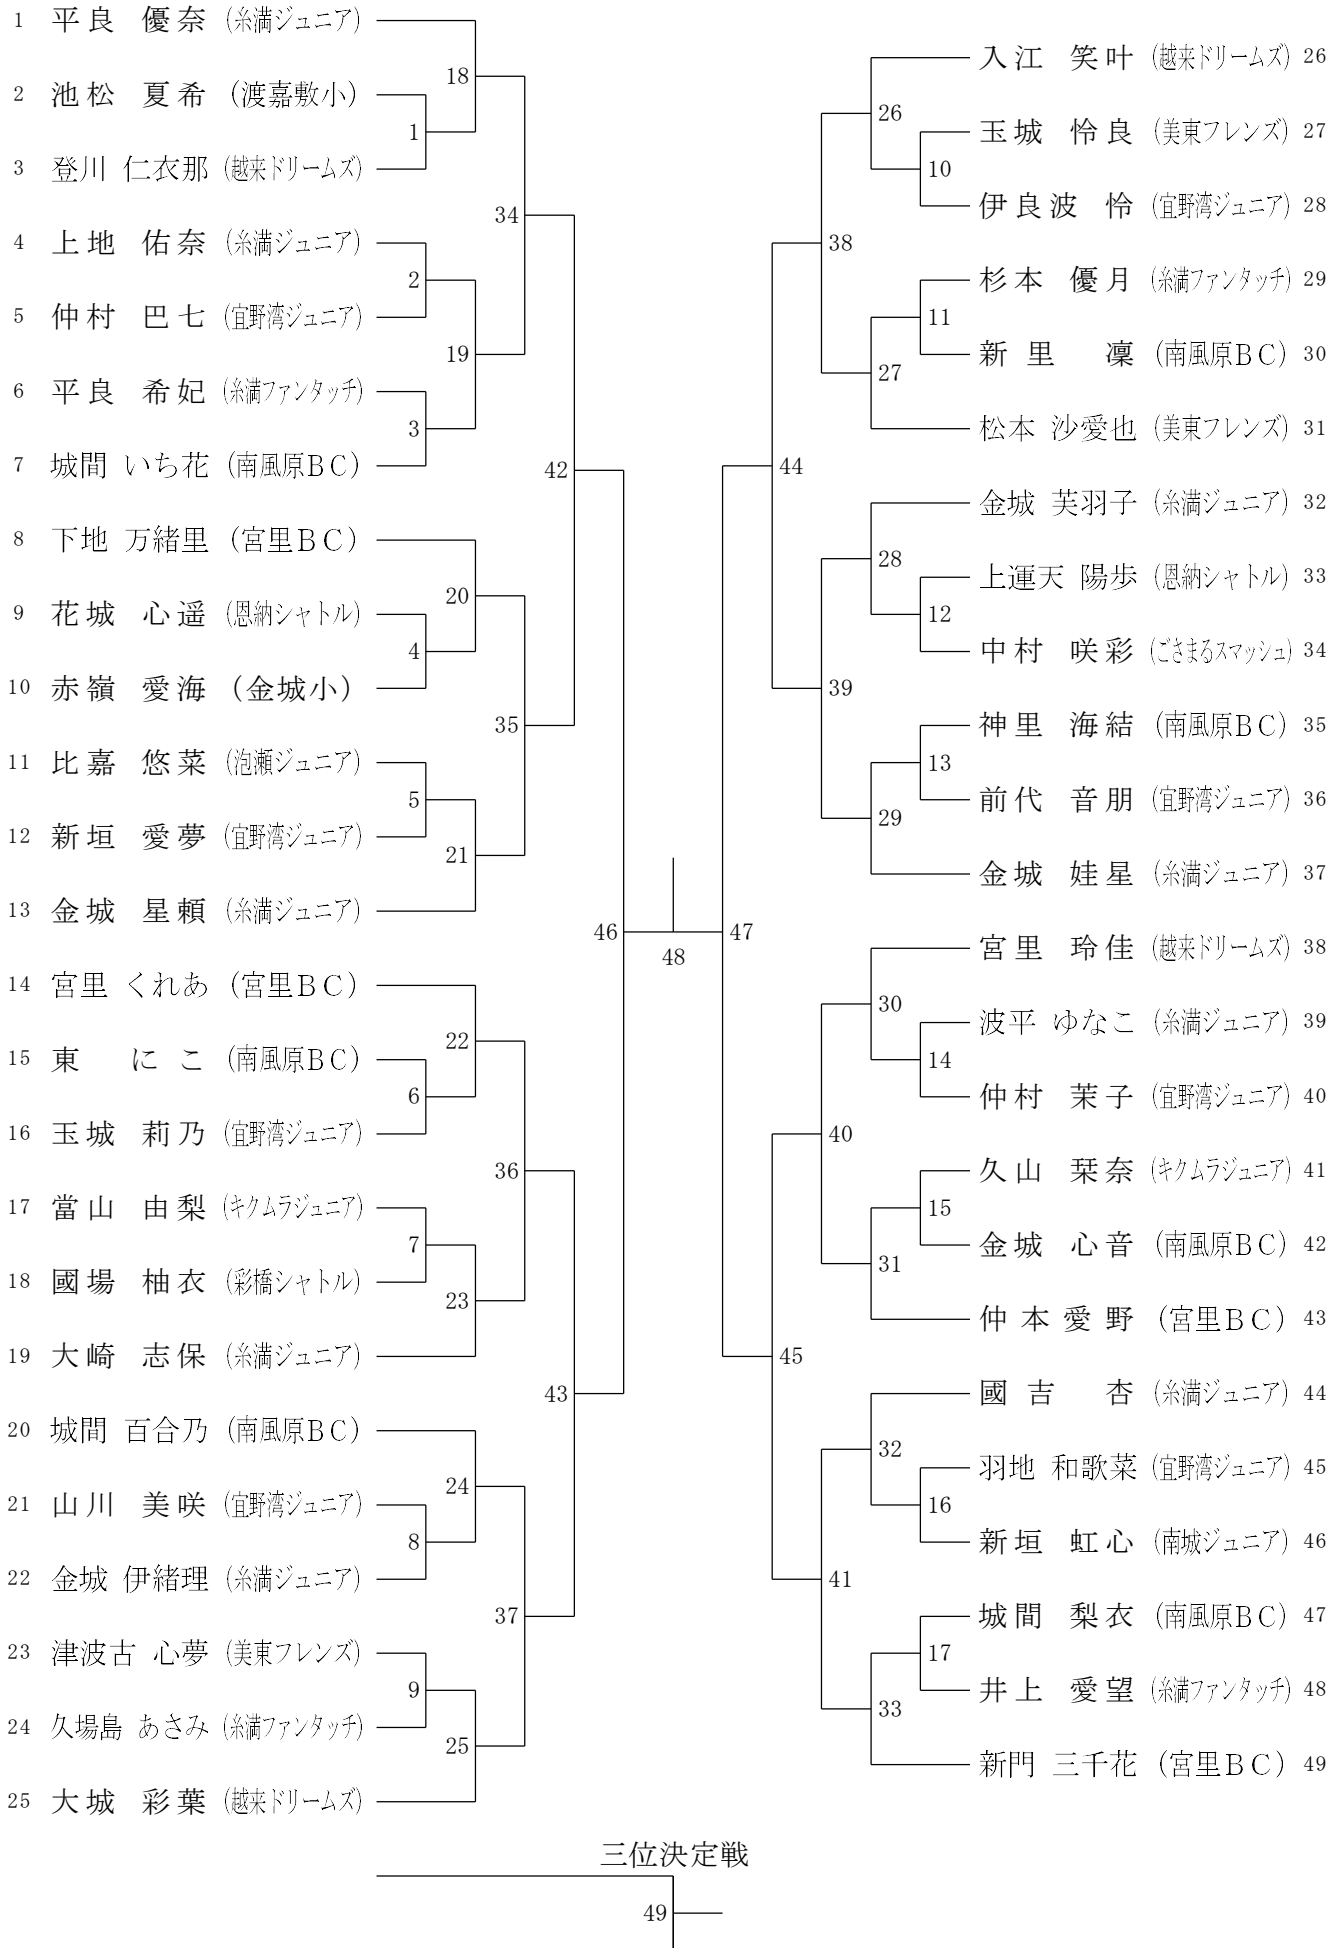 1 平良 優奈 (糸満ジュニア)
2 池松 夏希 (渡嘉敷小)
3 登川 仁衣那 (越来ドリームズ)
4 上地 佑奈 (糸満ジュニア)
5 仲村 巴七 (宜野湾ジュニア)
6 平良 希妃 (糸満ファンタッチ)
7 城間 いち花 (南風原BC)
8 下地 万緒里 (宮里BC)
9 花城 心遥 (恩納シャトル)
10 赤嶺 愛海 (金城小)
11 比嘉 悠菜 (泡瀬ジュニア)
12 新垣 愛夢 (宜野湾ジュニア)
13 金城 星頼 (糸満ジュニア)
14 宮里 くれあ (宮里BC)
15 東 にこ (南風原BC)
16 玉城 莉乃 (宜野湾ジュニア)
17 當山 由梨 (キクムラジュニア)
18 國場 柚衣 (彩橋シャトル)
19 大崎 志保 (糸満ジュニア)
20 城間 百合乃 (南風原BC)
21 山川 美咲 (宜野湾ジュニア)
22 金城 伊緒理 (糸満ジュニア)
23 津波古 心夢 (美東フレンズ)
24 久場島 あさみ (糸満ファンタッチ)
25 大城 彩葉 (越来ドリームズ)
1
2
3
4
5
6
7
8
9
18
19
20
21
22
23
24
25
34
35
36
37
42
43
46
48
47
44
45
38
39
40
41
26
27
28
29
30
31
32
33
10
11
12
13
14
15
16
17
入江 笑叶 (越来ドリームズ) 26
玉城 怜良 (美東フレンズ) 27
伊良波 怜 (宜野湾ジュニア) 28
杉本 優月 (糸満ファンタッチ) 29
新里 凜 (南風原BC) 30
松本 沙愛也 (美東フレンズ) 31
金城 芙羽子 (糸満ジュニア) 32
上運天 陽歩 (恩納シャトル) 33
中村 咲彩 (ごさまるスマッシュ) 34
神里 海結 (南風原BC) 35
前代 音朋 (宜野湾ジュニア) 36
金城 娃星 (糸満ジュニア) 37
宮里 玲佳 (越来ドリームズ) 38
波平 ゆなこ (糸満ジュニア) 39
仲村 茉子 (宜野湾ジュニア) 40
久山 栞奈 (キクムラジュニア) 41
金城 心音 (南風原BC) 42
仲本愛野 (宮里BC) 43
國吉 杏 (糸満ジュニア) 44
羽地 和歌菜 (宜野湾ジュニア) 45
新垣 虹心 (南城ジュニア) 46
城間 梨衣 (南風原BC) 47
井上 愛望 (糸満ファンタッチ) 48
新門 三千花 (宮里BC) 49
三位決定戦
49